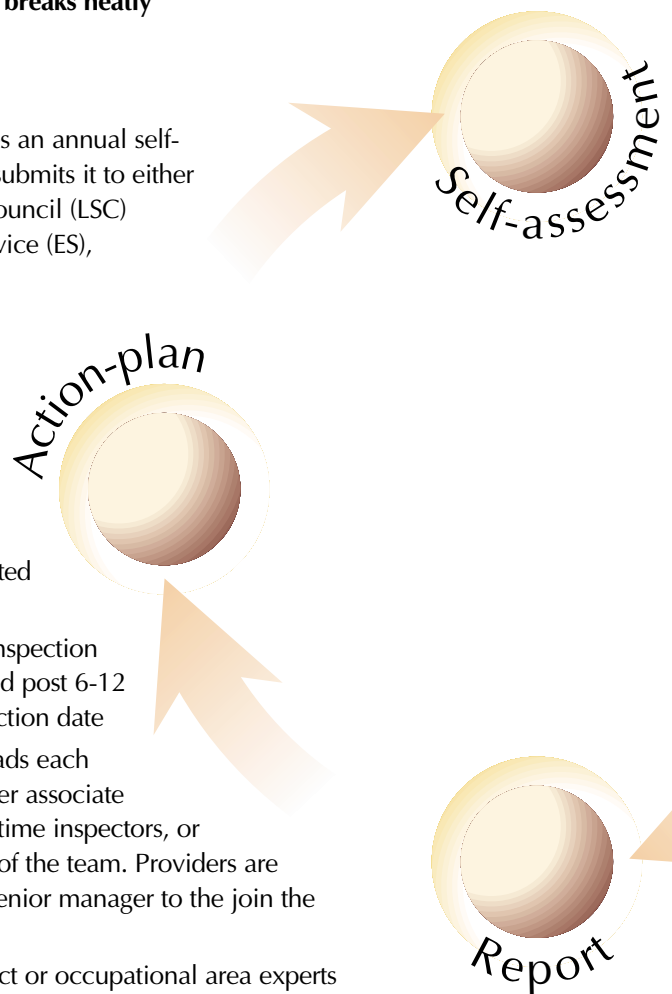 breaks neatly
s an annual self-
submits it to either
ouncil (LSC)
vice (ES),
Self-assessment
Action-plan
ted
nspection
d post 6-12
ction date
ads each
er associate
time inspectors, or
of the team. Providers are
enior manager to the join the
Report
ct or occupational area experts